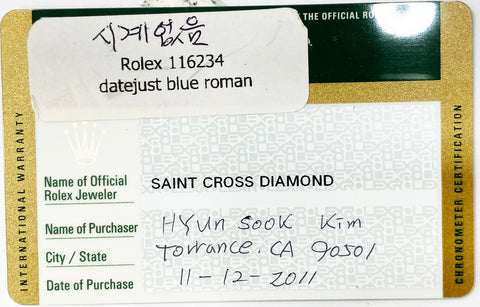 시계없음
Rolex 116234
datejust blue roman
THE OFFICIAL RO
INTERNATIONAL WARRANTY
CHRONOMETER CERTIFICATION
Name of Official
Rolex Jeweler
SAINT CROSS DIAMOND
Name of Purchaser
HYun Sook Kim
City / State
Torrance. CA 90501
Date of Purchase
11-12-2011